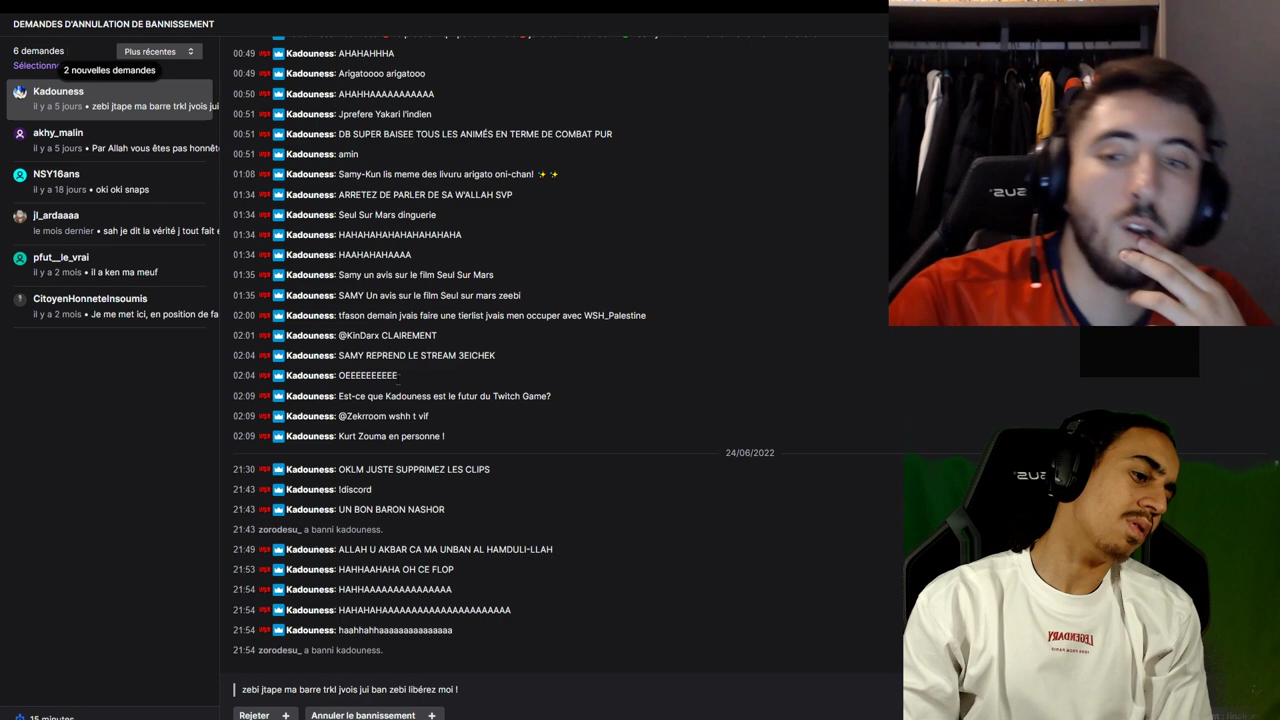 DEMANDES D'ANNULATION DE BANNISSEMENT
6 demandes
Plus récentes
Sélectionn
2 nouvelles demandes
Kadouness
il y a 5 jours • zebi jtape ma barre trkl jvois jui
akhy_malin
il y a 5 jours • Par Allah vous êtes pas honnêt
NSY16ans
il y a 18 jours • oki oki snaps
jl_ardaaaa
le mois dernier • sah je dit la vérité j tout fait é
pfut__le_vrai
il y a 2 mois • il a ken ma meuf
CitoyenHonneteInsoumis
il y a 2 mois • Je me met ici, en position de fa
15 minutes
00:49 Kadouness: AHAHAHHHA
00:49 Kadouness: Arigatoooo arigatooo
00:50 Kadouness: AHAHHAAAAAAAAAAA
00:51 Kadouness: Jprefere Yakari l'indien
00:51 Kadouness: DB SUPER BAISEE TOUS LES ANIMÉS EN TERME DE COMBAT PUR
00:51 Kadouness: amin
01:08 Kadouness: Samy-Kun lis meme des livuru arigato oni-chan! ✨ ✨
01:34 Kadouness: ARRETEZ DE PARLER DE SA W'ALLAH SVP
01:34 Kadouness: Seul Sur Mars dinguerie
01:34 Kadouness: HAHAHAHAHAHAHAHAHA
01:34 Kadouness: HAAHAHAHAAAA
01:35 Kadouness: Samy un avis sur le film Seul Sur Mars
01:35 Kadouness: SAMY Un avis sur le film Seul sur mars zeebi
02:00 Kadouness: tfason demain jvais faire une tierlist jvais men occuper avec WSH_Palestine
02:01 Kadouness: @KinDarx CLAIREMENT
02:04 Kadouness: SAMY REPREND LE STREAM 3EICHEK
02:04 Kadouness: OEEEEEEEEEE
02:09 Kadouness: Est-ce que Kadouness est le futur du Twitch Game?
02:09 Kadouness: @Zekrroom wshh t vif
02:09 Kadouness: Kurt Zouma en personne !
24/06/2022
21:30 Kadouness: OKLM JUSTE SUPPRIMEZ LES CLIPS
21:43 Kadouness: !discord
21:43 Kadouness: UN BON BARON NASHOR
21:43 zorodesu_ a banni kadouness.
21:49 Kadouness: ALLAH U AKBAR CA MA UNBAN AL HAMDULI-LLAH
21:53 Kadouness: HAHHAAHAHA OH CE FLOP
21:54 Kadouness: HAHHAAAAAAAAAAAAAAA
21:54 Kadouness: HAHAHAHAAAAAAAAAAAAAAAAAAAAAA
21:54 Kadouness: haahhahhaaaaaaaaaaaaaaaa
21:54 zorodesu_ a banni kadouness.
zebi jtape ma barre trkl jvois jui ban zebi libérez moi !
Rejeter +
Annuler le bannissement +
ASUS
ASUS
LEGENDARY